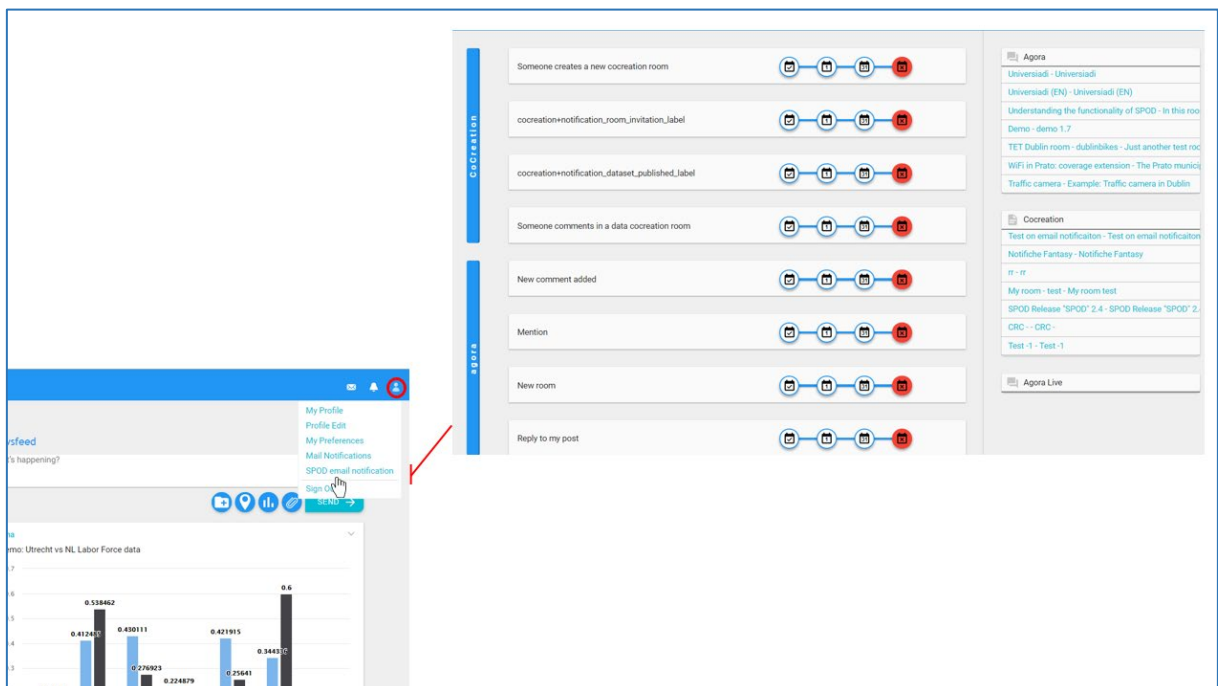 CoCreation
Someone creates a new cocreation room
cocreation+notification_room_invitation_label
cocreation+notification_dataset_published_label
Someone comments in a data cocreation room
agora
New comment added
Mention
New room
Reply to my post
Agora
Universiadi - Universiadi
Universiadi (EN) - Universiadi (EN)
Understanding the functionality of SPOD - In this roo
Demo - demo 1.7
TET Dublin room - dublinbikes - Just another test roo
WiFi in Prato: coverage extension - The Prato municip
Traffic camera - Example: Traffic camera in Dublin
Cocreation
Test on email notificaiton - Test on email notificaiton
Notifiche Fantasy - Notifiche Fantasy
rr - rr
My room - test - My room test
SPOD Release "SPOD" 2.4 - SPOD Release "SPOD" 2.
CRC - - CRC -
Test -1 - Test -1
Agora Live
My Profile
Profile Edit
My Preferences
Mail Notifications
SPOD email notification
Sign
wsfeed
t's happening?
SEND
na
emo: Utrecht vs NL Labor Force data
0.6
0.538462
0.430111
0.421915
0.276923
0.25641
0.224879